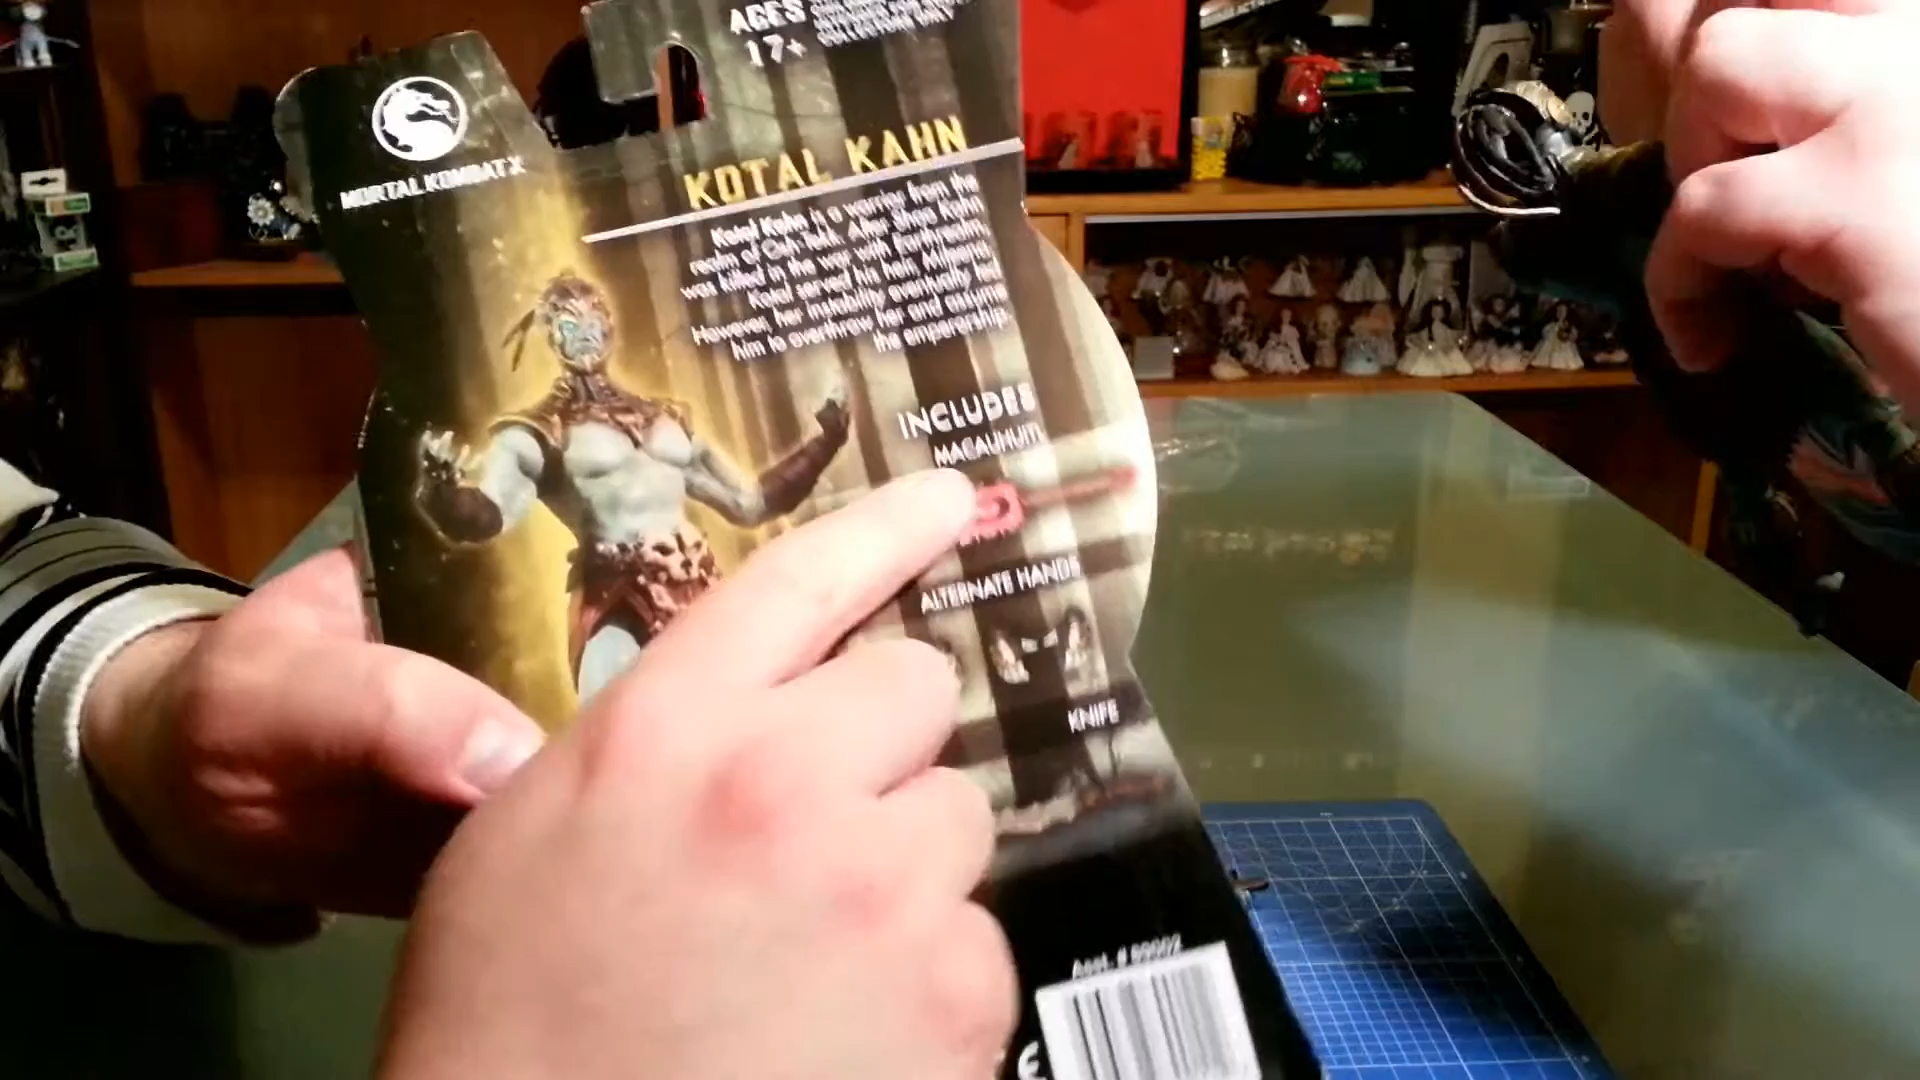 AGES
17+
MORTAL KOMBAT X
KOTAL KAHN
Kotal Kahn is a warrior from the
realm of Osh-Tekk. After Shao Kahn
was killed in the war with Earthrealm,
Kotal served his heir, Mileena.
However, her inability eventually led
him to overthrow her and assume
the emperorship.
INCLUDES
MACAUHUITL
ALTERNATE HANDS
KNIFE
Asst. #